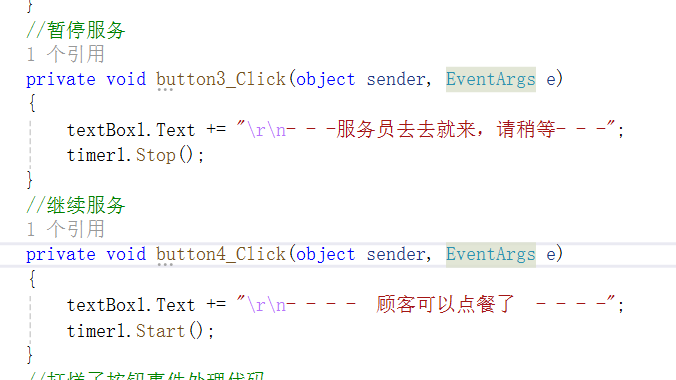 }
//暂停服务
1 个引用
private void button3_Click(object sender, EventArgs e)
{
textBox1.Text += "\r\n- - -服务员去去就来，请稍等- - -";
timer1.Stop();
}
//继续服务
1 个引用
private void button4_Click(object sender, EventArgs e)
{
textBox1.Text += "\r\n- - - -  顾客可以点餐了  - - - -";
timer1.Start();
}
//打烊了按钮事件处理代码